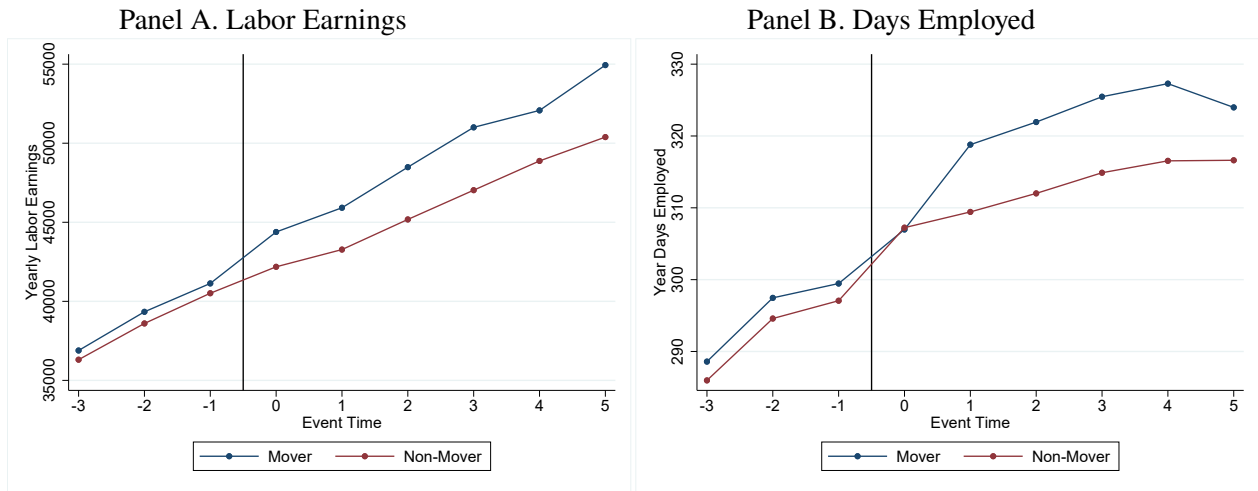 Panel A. Labor Earnings
Yearly Labor Earnings
55000
50000
45000
40000
35000
-3 -2 -1 0 1 2 3 4 5
Event Time
Mover Non-Mover
Panel B. Days Employed
Year Days Employed
330
320
310
300
290
-3 -2 -1 0 1 2 3 4 5
Event Time
Mover Non-Mover